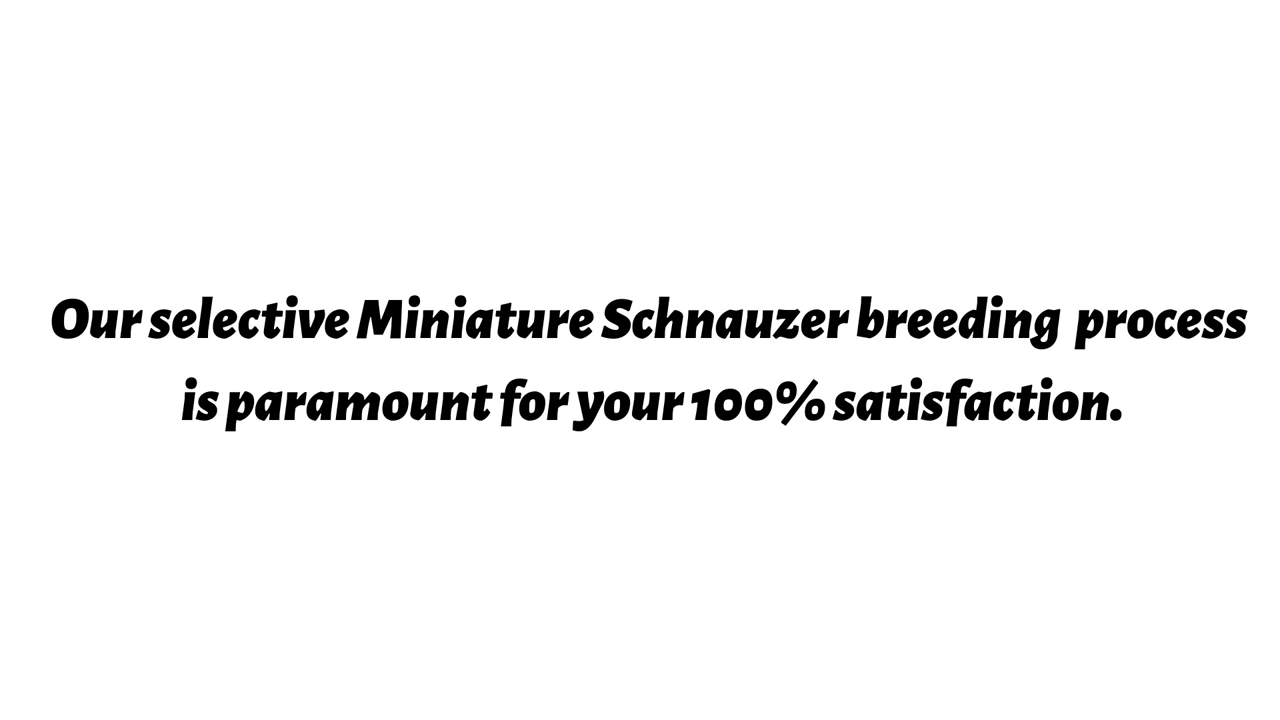 Our selective Miniature Schnauzer breeding  process
is paramount for your 100% satisfaction.